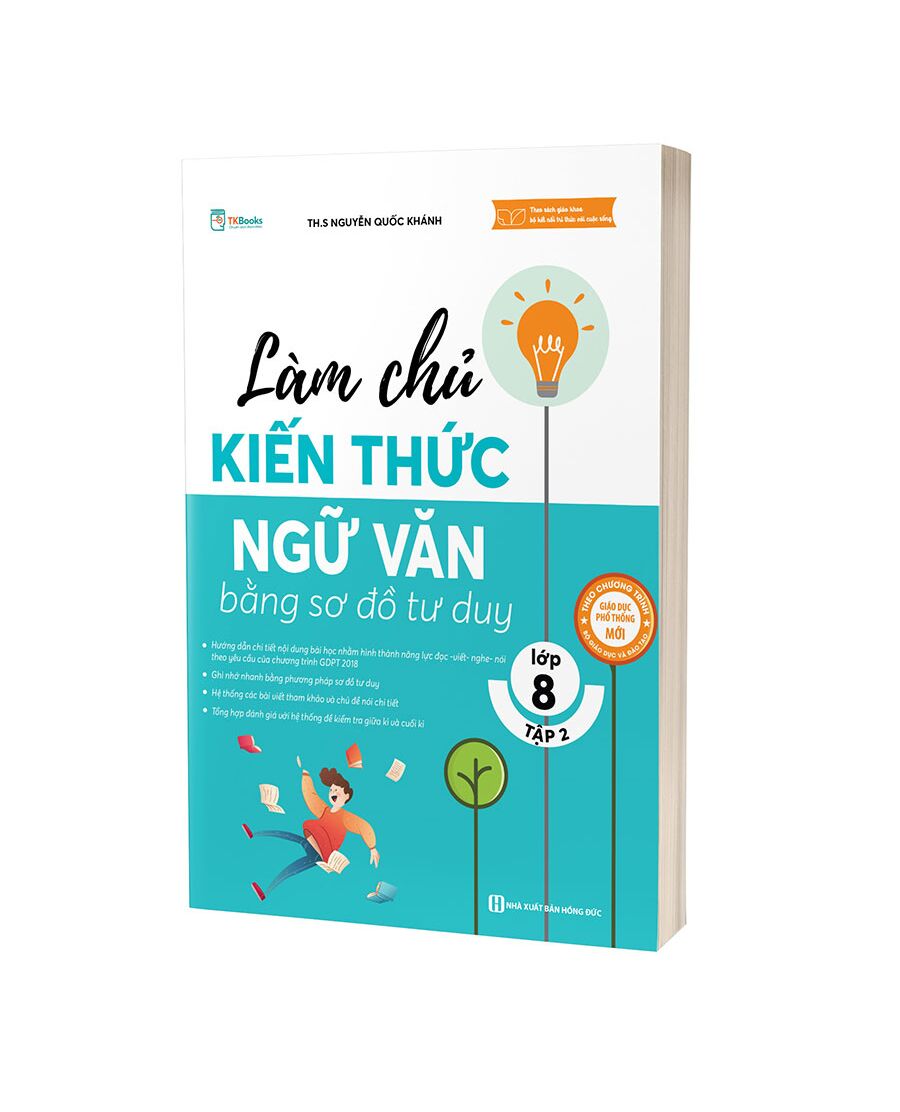 TKBooks
TH.S NGUYỄN QUỐC KHÁNH
Theo sách giáo khoa
bộ kết nối tri thức với cuộc sống
Làm chủ
KIẾN THỨC
NGỮ VĂN
bằng sơ đồ tư duy
THEO CHƯƠNG TRÌNH
GIÁO DỤC
PHỔ THÔNG
MỚI
BỘ GIÁO DỤC VÀ ĐÀO TẠO
• Hướng dẫn chi tiết nội dung bài học nhằm hình thành năng lực đọc -viết- nghe- nói
theo yêu cầu của chương trình GDPT 2018
• Ghi nhớ nhanh bằng phương pháp sơ đồ tư duy
• Hệ thống các bài viết tham khảo và chủ đề nói chi tiết
• Tổng hợp đánh giá với hệ thống đề kiểm tra giữa kì và cuối kì
lớp
8
TẬP 2
NHÀ XUẤT BẢN HỒNG ĐỨC